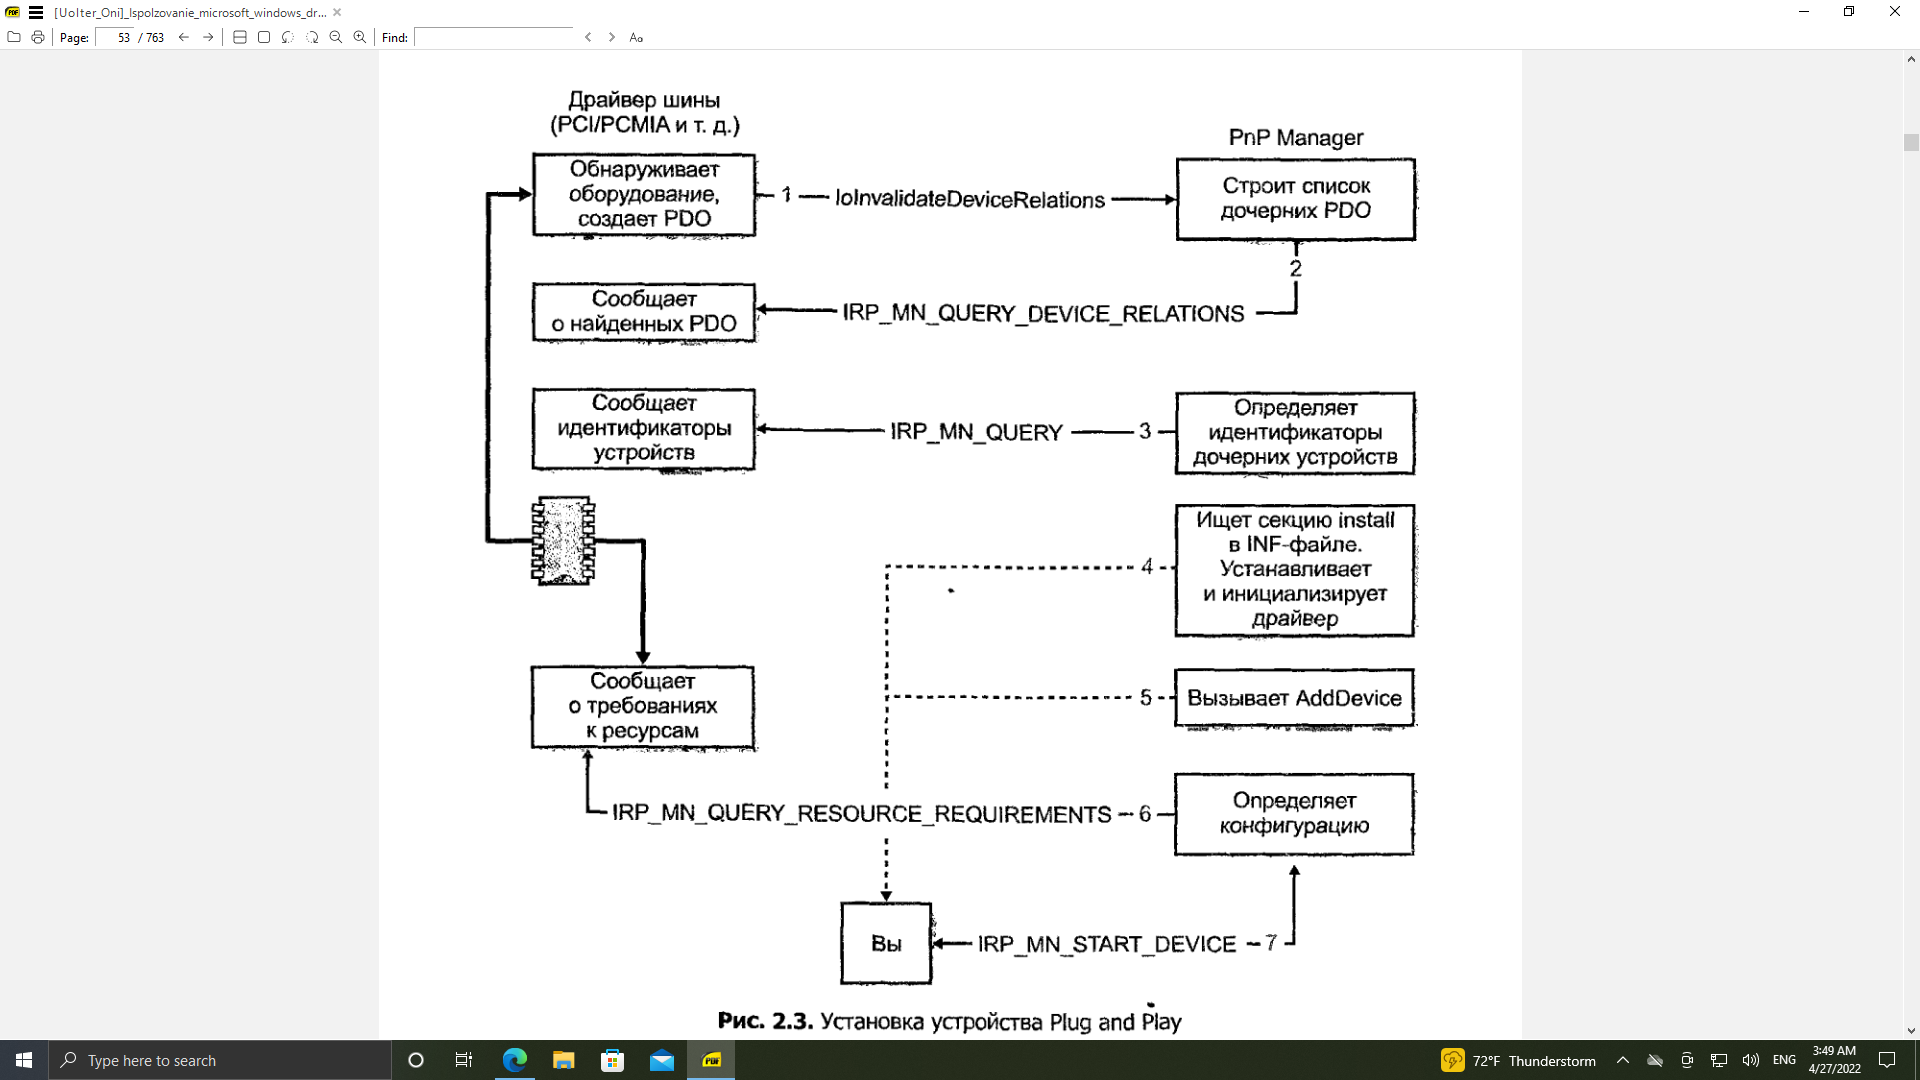 [Uolter_Oni]_Ispolzovanie_microsoft_windows_dr...
Page: 53 / 763
Find:
Драйвер шины
(PCI/PCMIA и т. д.)
PnP Manager
Обнаруживает
оборудование,
создает PDO
1
IoInvalidateDeviceRelations
Строит список
дочерних PDO
2
Сообщает
о найденных PDO
IRP_MN_QUERY_DEVICE_RELATIONS
Сообщает
идентификаторы
устройств
IRP_MN_QUERY
3
Определяет
идентификаторы
дочерних устройств
4
Ищет секцию install
в INF-файле.
Устанавливает
и инициализирует
драйвер
Сообщает
о требованиях
к ресурсам
5
Вызывает AddDevice
IRP_MN_QUERY_RESOURCE_REQUIREMENTS
6
Определяет
конфигурацию
Вы
IRP_MN_START_DEVICE
7
Рис. 2.3. Установка устройства Plug and Play
Type here to search
PDF
72°F Thunderstorm
ENG
3:49 AM
4/27/2022